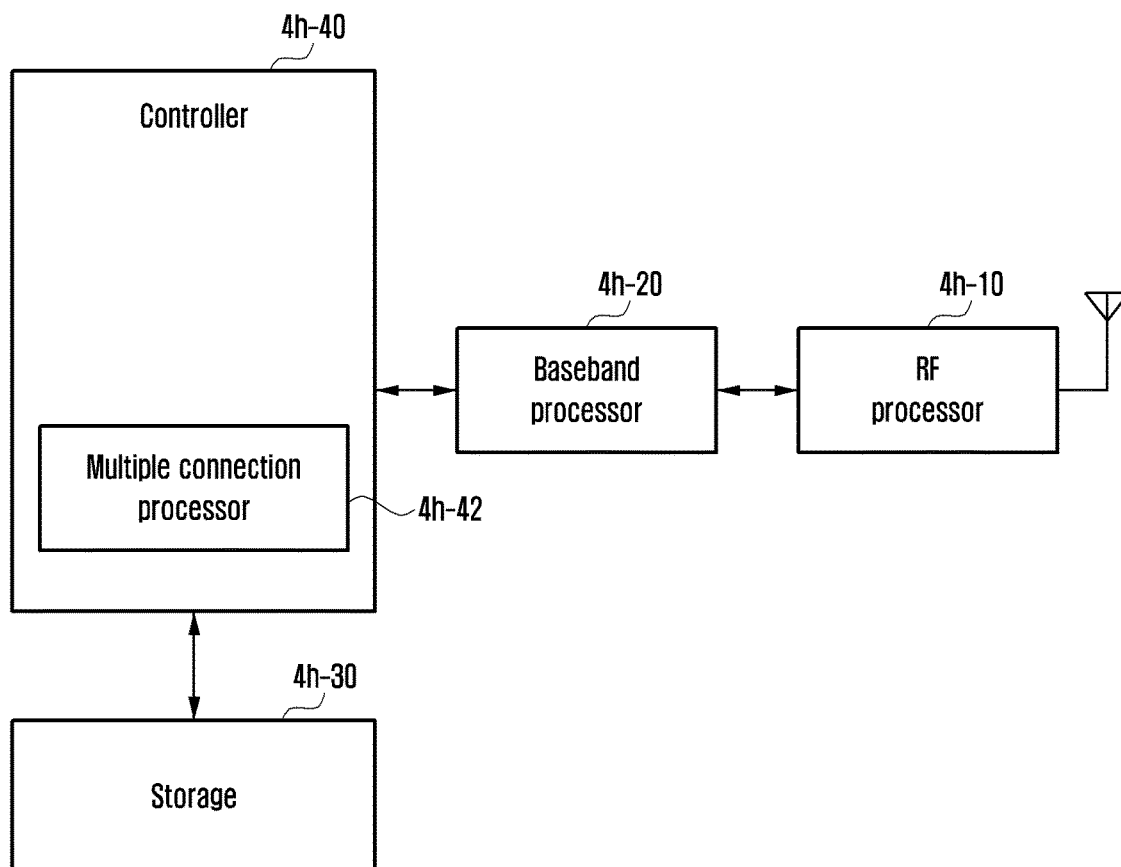 4h-40
Controller
4h-20
4h-10
Baseband
processor
RF
processor
Multiple connection
processor
4h-42
4h-30
Storage